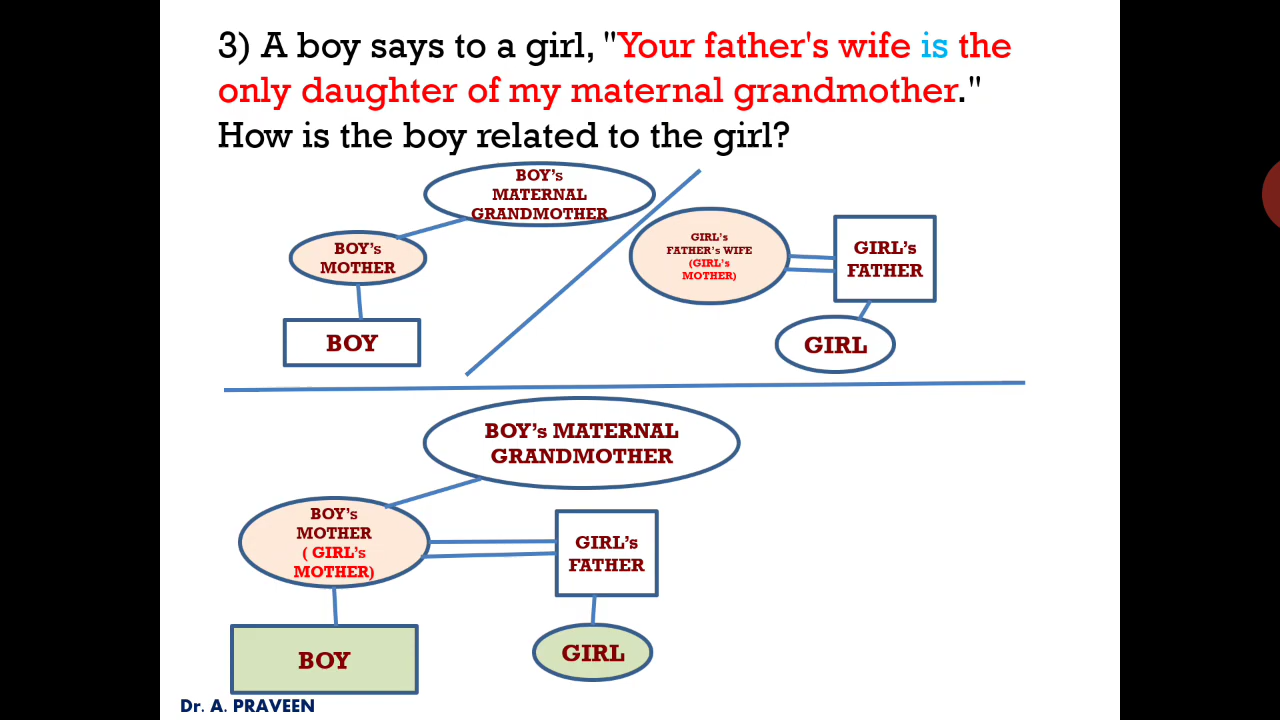 3) A boy says to a girl, "Your father's wife is the
only daughter of my maternal grandmother."
How is the boy related to the girl?
BOY's
MATERNAL
GRANDMOTHER
BOY's
MOTHER
BOY
GIRL's
FATHER's WIFE
(GIRL's
MOTHER)
GIRL's
FATHER
GIRL
BOY's MATERNAL
GRANDMOTHER
BOY's
MOTHER
( GIRL's
MOTHER)
GIRL's
FATHER
BOY
GIRL
Dr. A. PRAVEEN